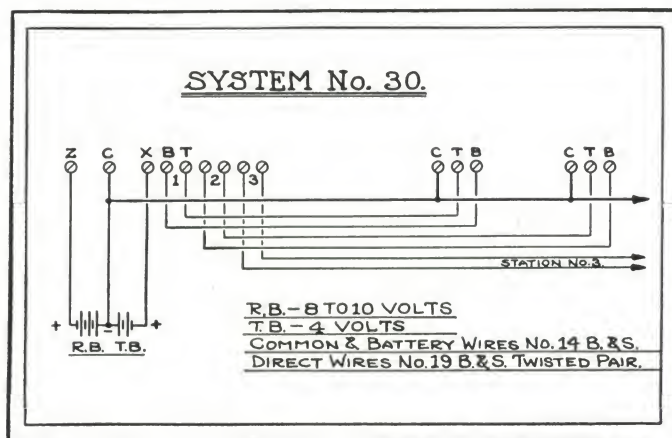 SYSTEM No. 30.
Z C X B T C T B C T B
1 2 3
STATION No. 3.
+ - +
R.B. T.B.
R.B. - 8 TO 10 VOLTS
T.B. - 4 VOLTS
COMMON & BATTERY WIRES No. 14 B. & S.
DIRECT WIRES No. 19 B. & S. TWISTED PAIR.